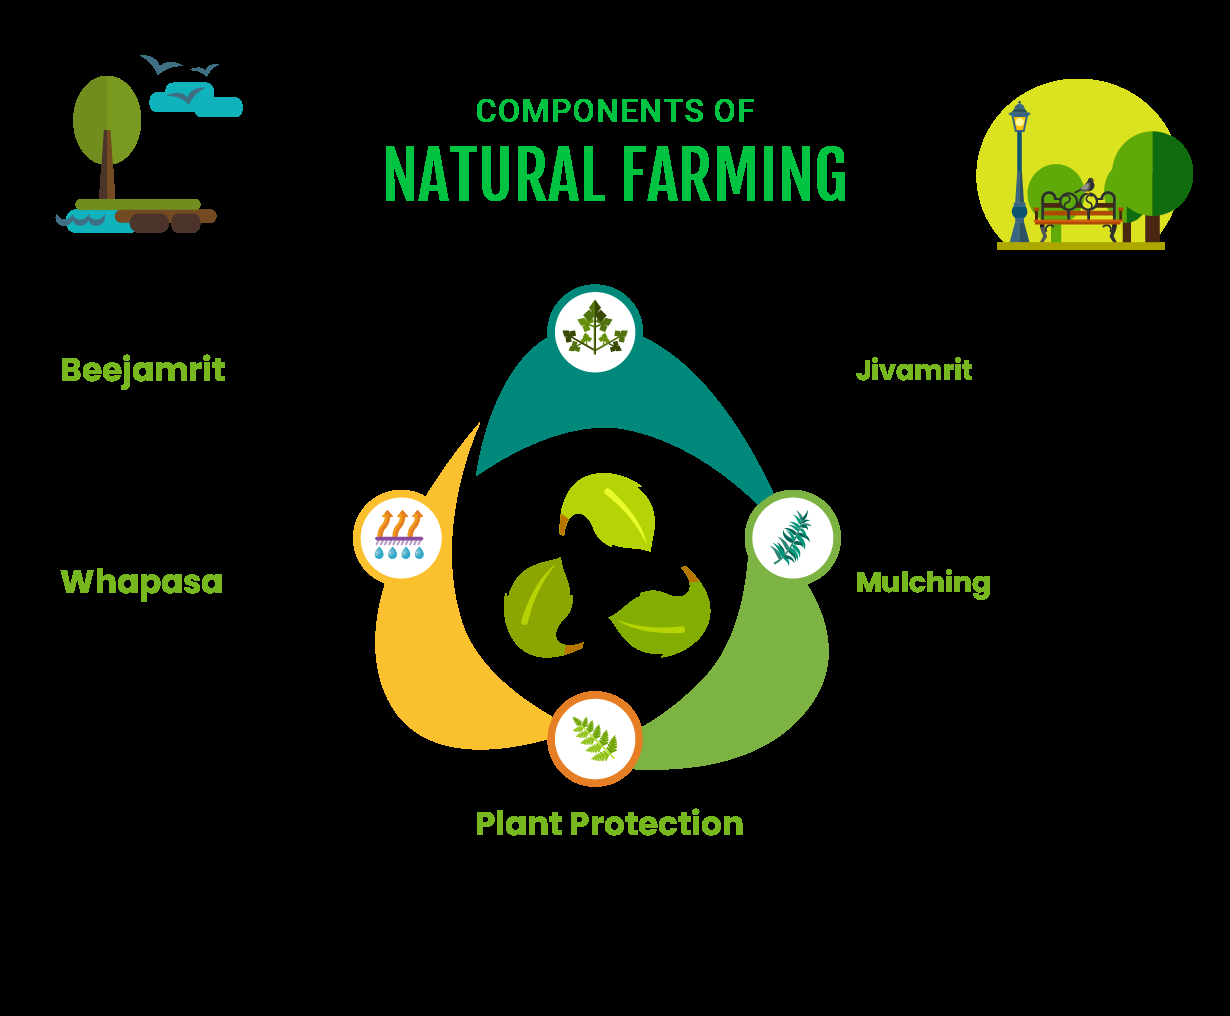 COMPONENTS OF
NATURAL FARMING
Beejamrit
Jivamrit
Whapasa
Mulching
Plant Protection